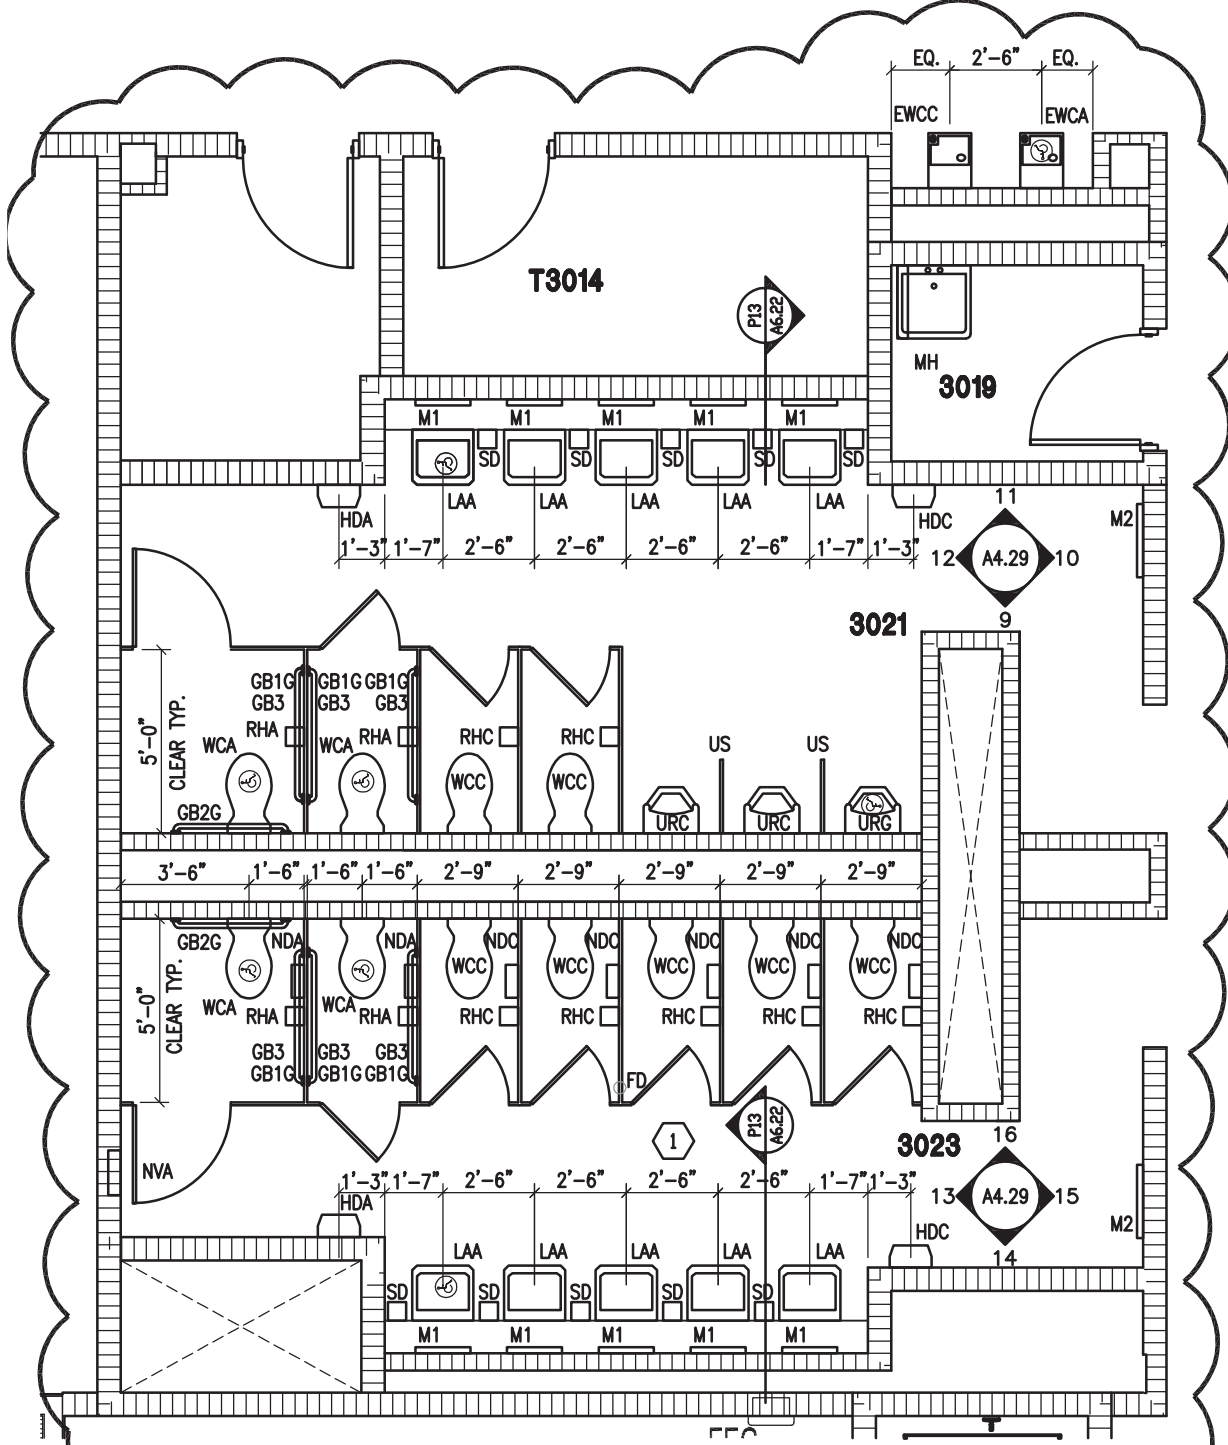 EQ. 2'-6" EQ.
EWCC EWCA
T3014
P13
A6.22
MH
3019
M1 M1 M1 M1 M1
SD SD SD SD SD
LAA LAA LAA LAA LAA
HDA HDC
M2
1'-3" 1'-7" 2'-6" 2'-6" 2'-6" 2'-6" 1'-7" 1'-3"
11
12 A4.29 10
9
3021
GB1G GB1G GB1G
GB3 GB3 GB3
RHA RHA RHC RHC
US US
WCA WCA WCC WCC
5'-0"
CLEAR TYP.
GB2G
URC URC URG
3'-6" 1'-6" 1'-6" 1'-6" 2'-9" 2'-9" 2'-9" 2'-9" 2'-9"
GB2G NDA NDA NDC NDC NDC NDC NDC
WCC WCC WCC WCC WCC
WCA WCA
5'-0"
CLEAR TYP.
RHA RHA RHC RHC RHC RHC RHC
GB3 GB3 GB3
GB1G GB1G GB1G
FD
P13
A6.22
1
3023
NVA
16
13 A4.29 15
14
1'-3" 1'-7" 2'-6" 2'-6" 2'-6" 2'-6" 1'-7" 1'-3"
HDA HDC
M2
LAA LAA LAA LAA LAA
SD SD SD SD SD
M1 M1 M1 M1 M1